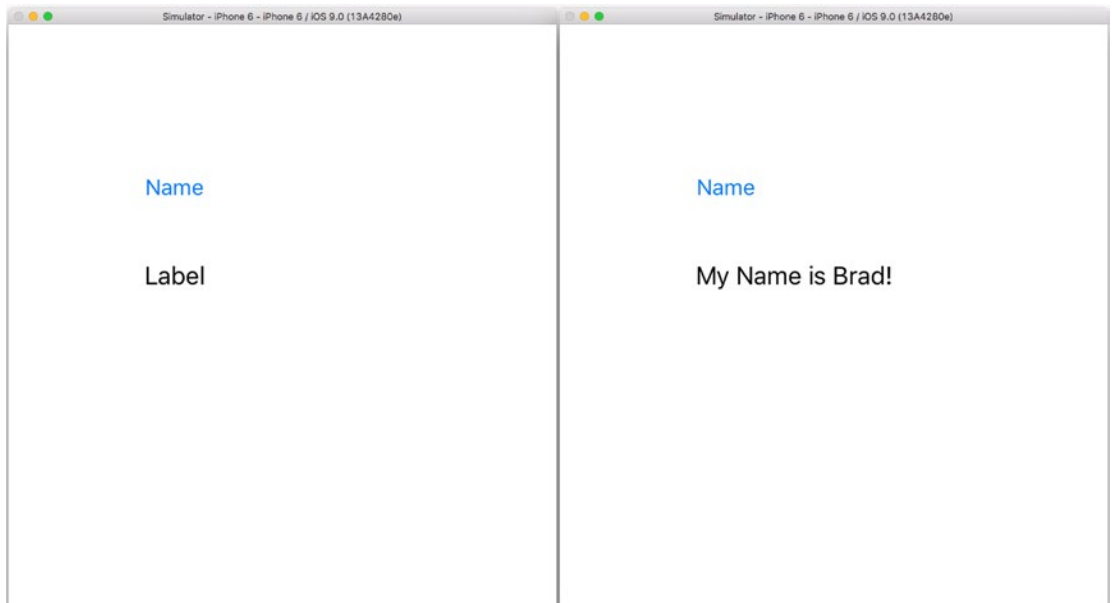 Simulator - iPhone 6 - iPhone 6 / iOS 9.0 (13A4280e)
Name
Label
Simulator - iPhone 6 - iPhone 6 / iOS 9.0 (13A4280e)
Name
My Name is Brad!